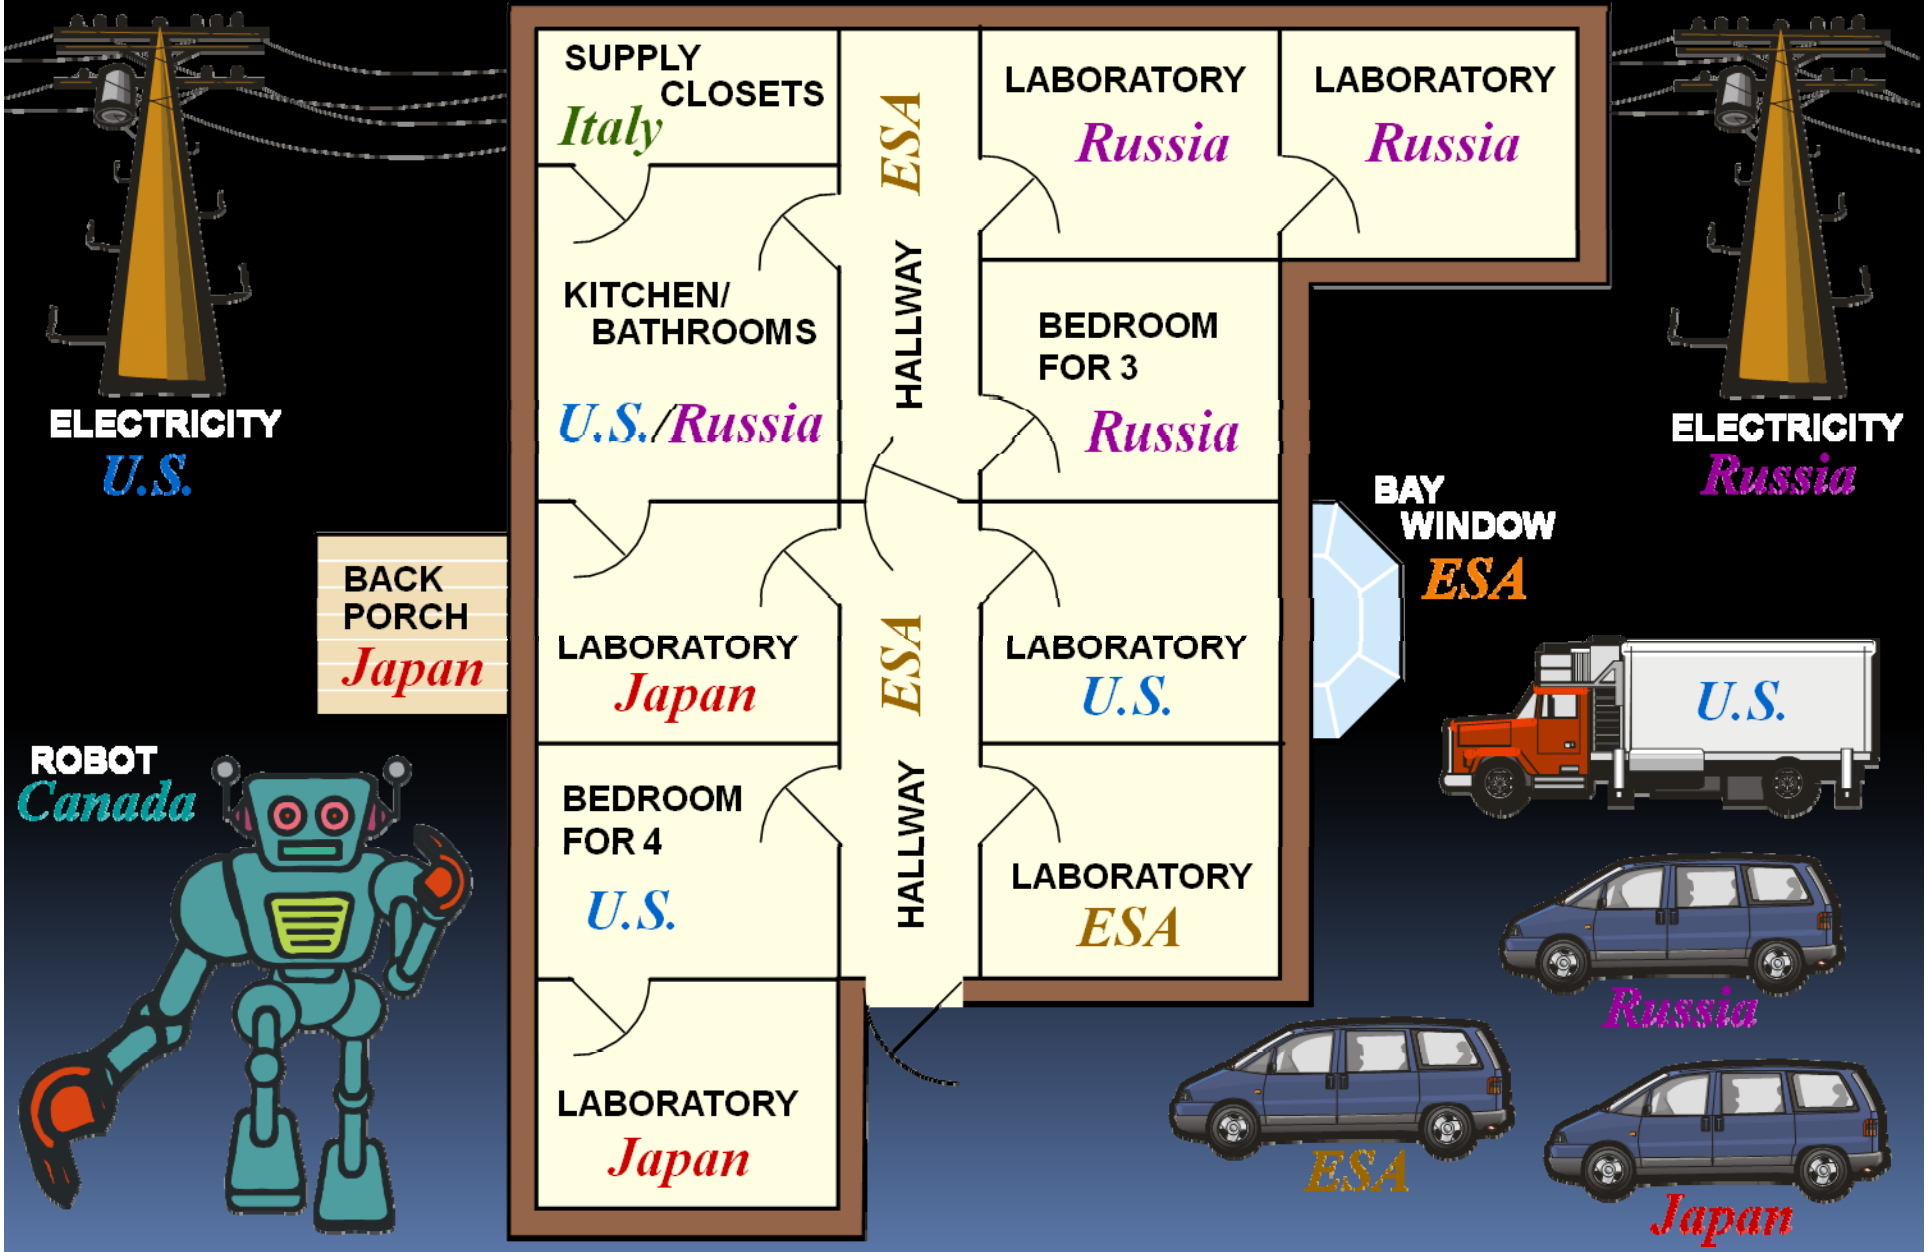 SUPPLY
CLOSETS
Italy
ESA
HALLWAY
LABORATORY
Russia
LABORATORY
Russia
ELECTRICITY
U.S.
KITCHEN/
BATHROOMS
U.S./Russia
BEDROOM
FOR 3
Russia
ELECTRICITY
Russia
BAY
WINDOW
ESA
BACK
PORCH
Japan
LABORATORY
Japan
ESA
HALLWAY
LABORATORY
U.S.
U.S.
ROBOT
Canada
BEDROOM
FOR 4
U.S.
LABORATORY
ESA
Russia
LABORATORY
Japan
ESA
Japan